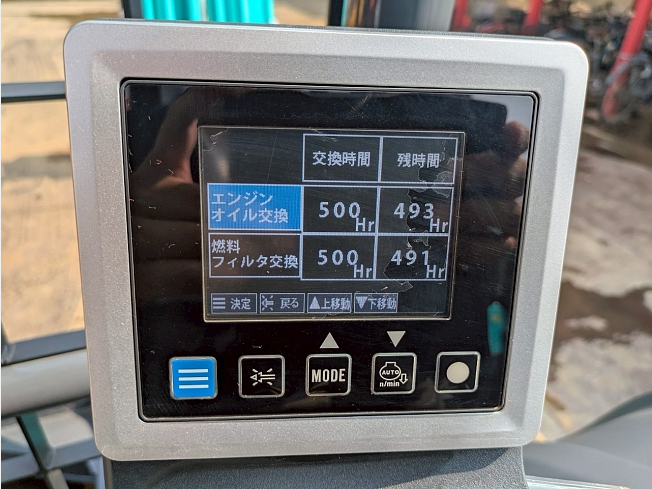 交換時間 残時間
エンジン
オイル交換 500Hr 493Hr
燃料
フィルタ交換 500Hr 491Hr
決定 戻る ▲上移動 ▼下移動
▲ ▼
MODE AUTO
n/min